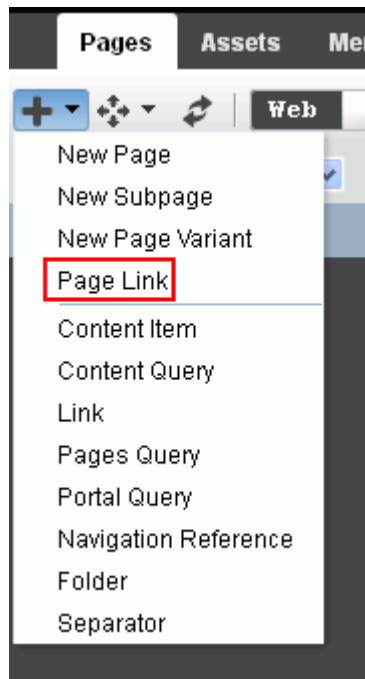 Pages Assets
Web
New Page
New Subpage
New Page Variant
Page Link
Content Item
Content Query
Link
Pages Query
Portal Query
Navigation Reference
Folder
Separator